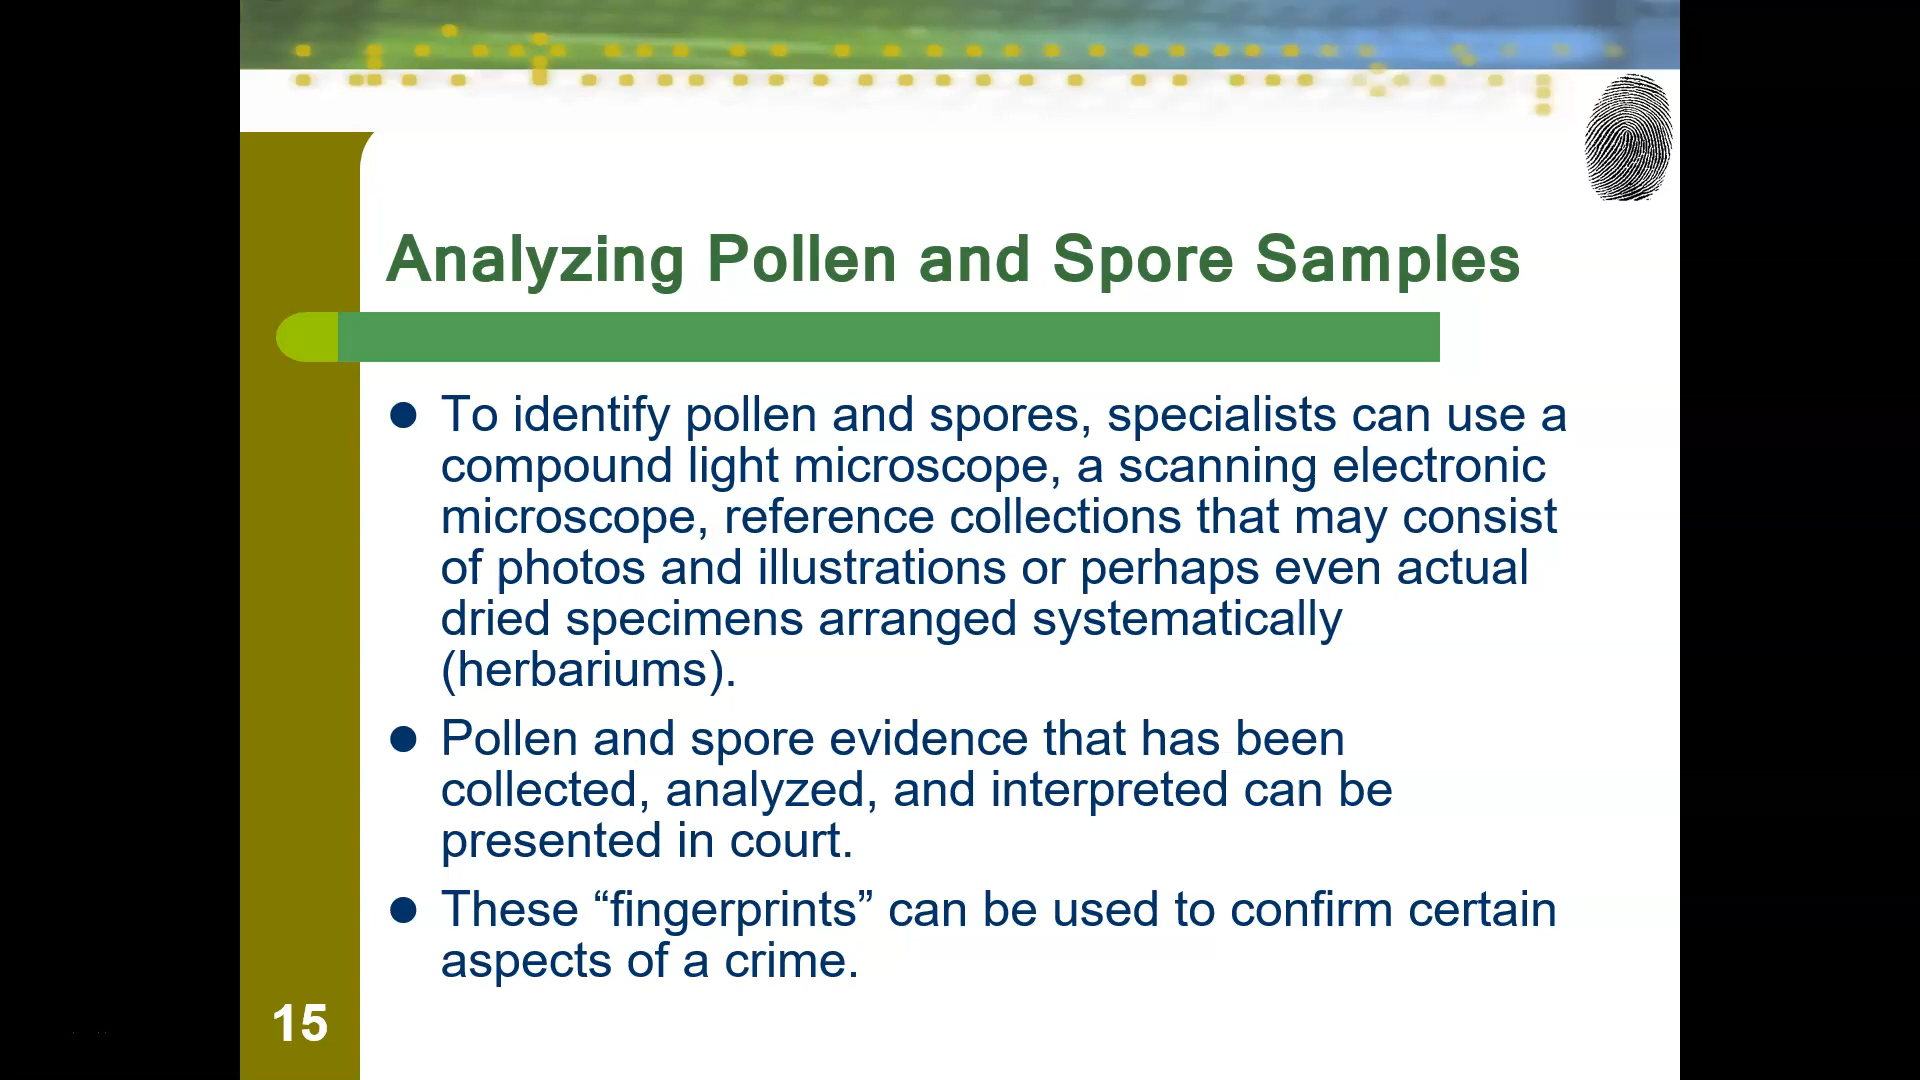 Analyzing Pollen and Spore Samples
● To identify pollen and spores, specialists can use a
compound light microscope, a scanning electronic
microscope, reference collections that may consist
of photos and illustrations or perhaps even actual
dried specimens arranged systematically
(herbariums).
● Pollen and spore evidence that has been
collected, analyzed, and interpreted can be
presented in court.
● These “fingerprints” can be used to confirm certain
aspects of a crime.
15